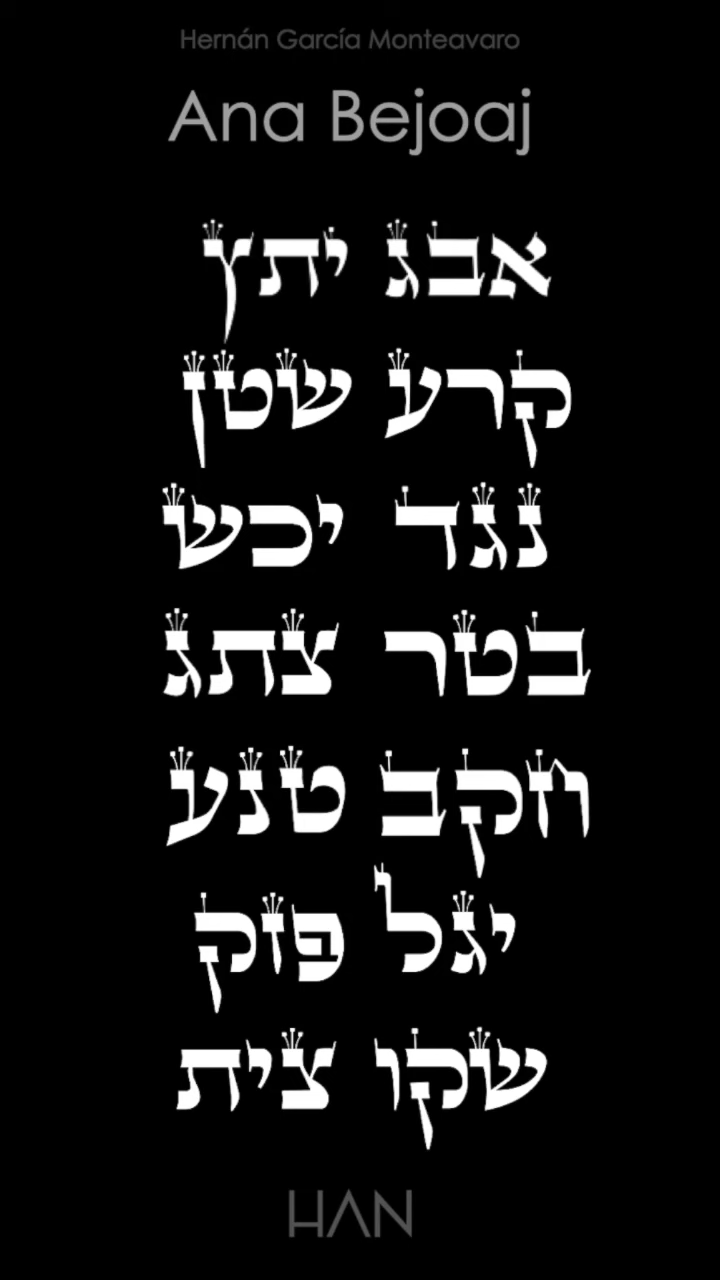 Hernán García Monteavaro
Ana Bejoaj
אבג יתץ
קרע שטן
נגד יכש
בטר צתג
חקב טנע
יגל פזק
שקו צית
HAN